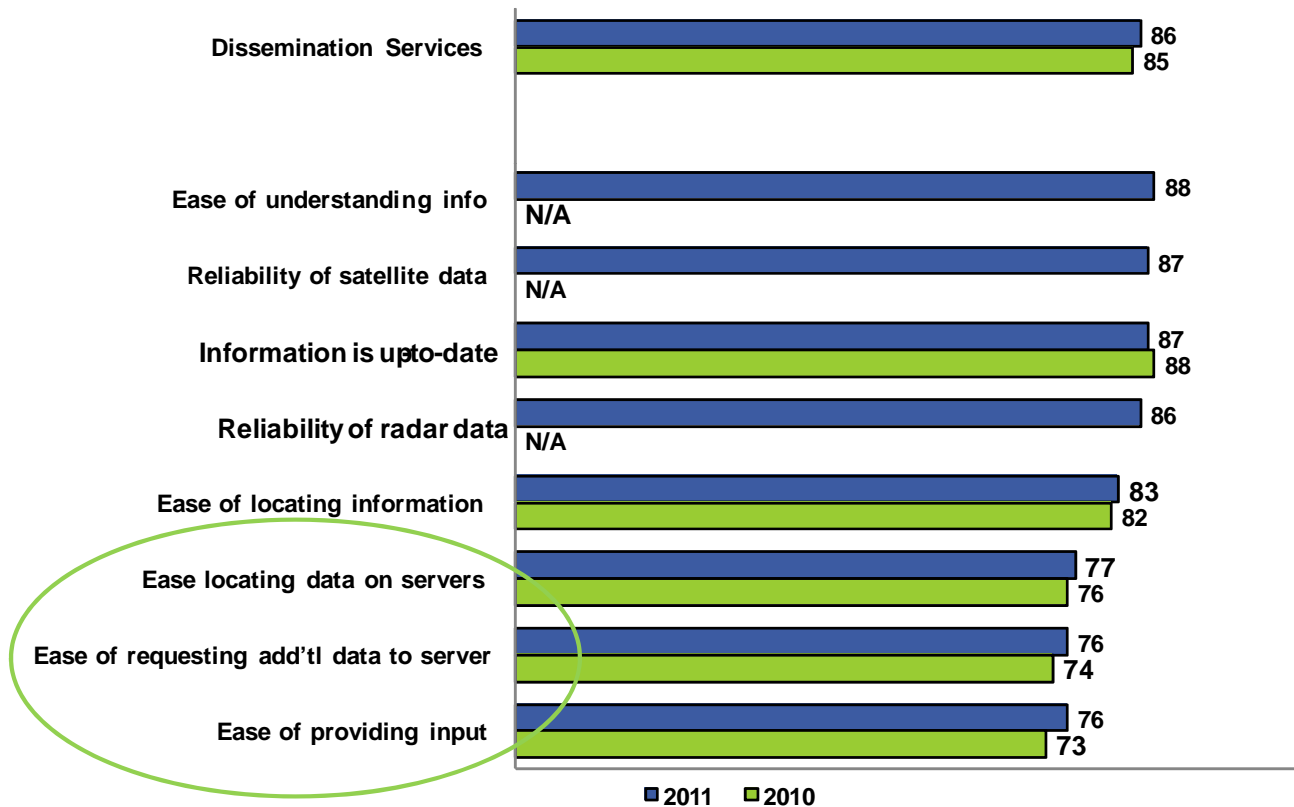 Dissemination Services
86
85
Ease of understanding info
88
N/A
Reliability of satellite data
87
N/A
Information is upto-date
87
88
Reliability of radar data
86
N/A
Ease of locating information
83
82
Ease locating data on servers
77
76
Ease of requesting add’tl data to server
76
74
Ease of providing input
76
73
2011 2010